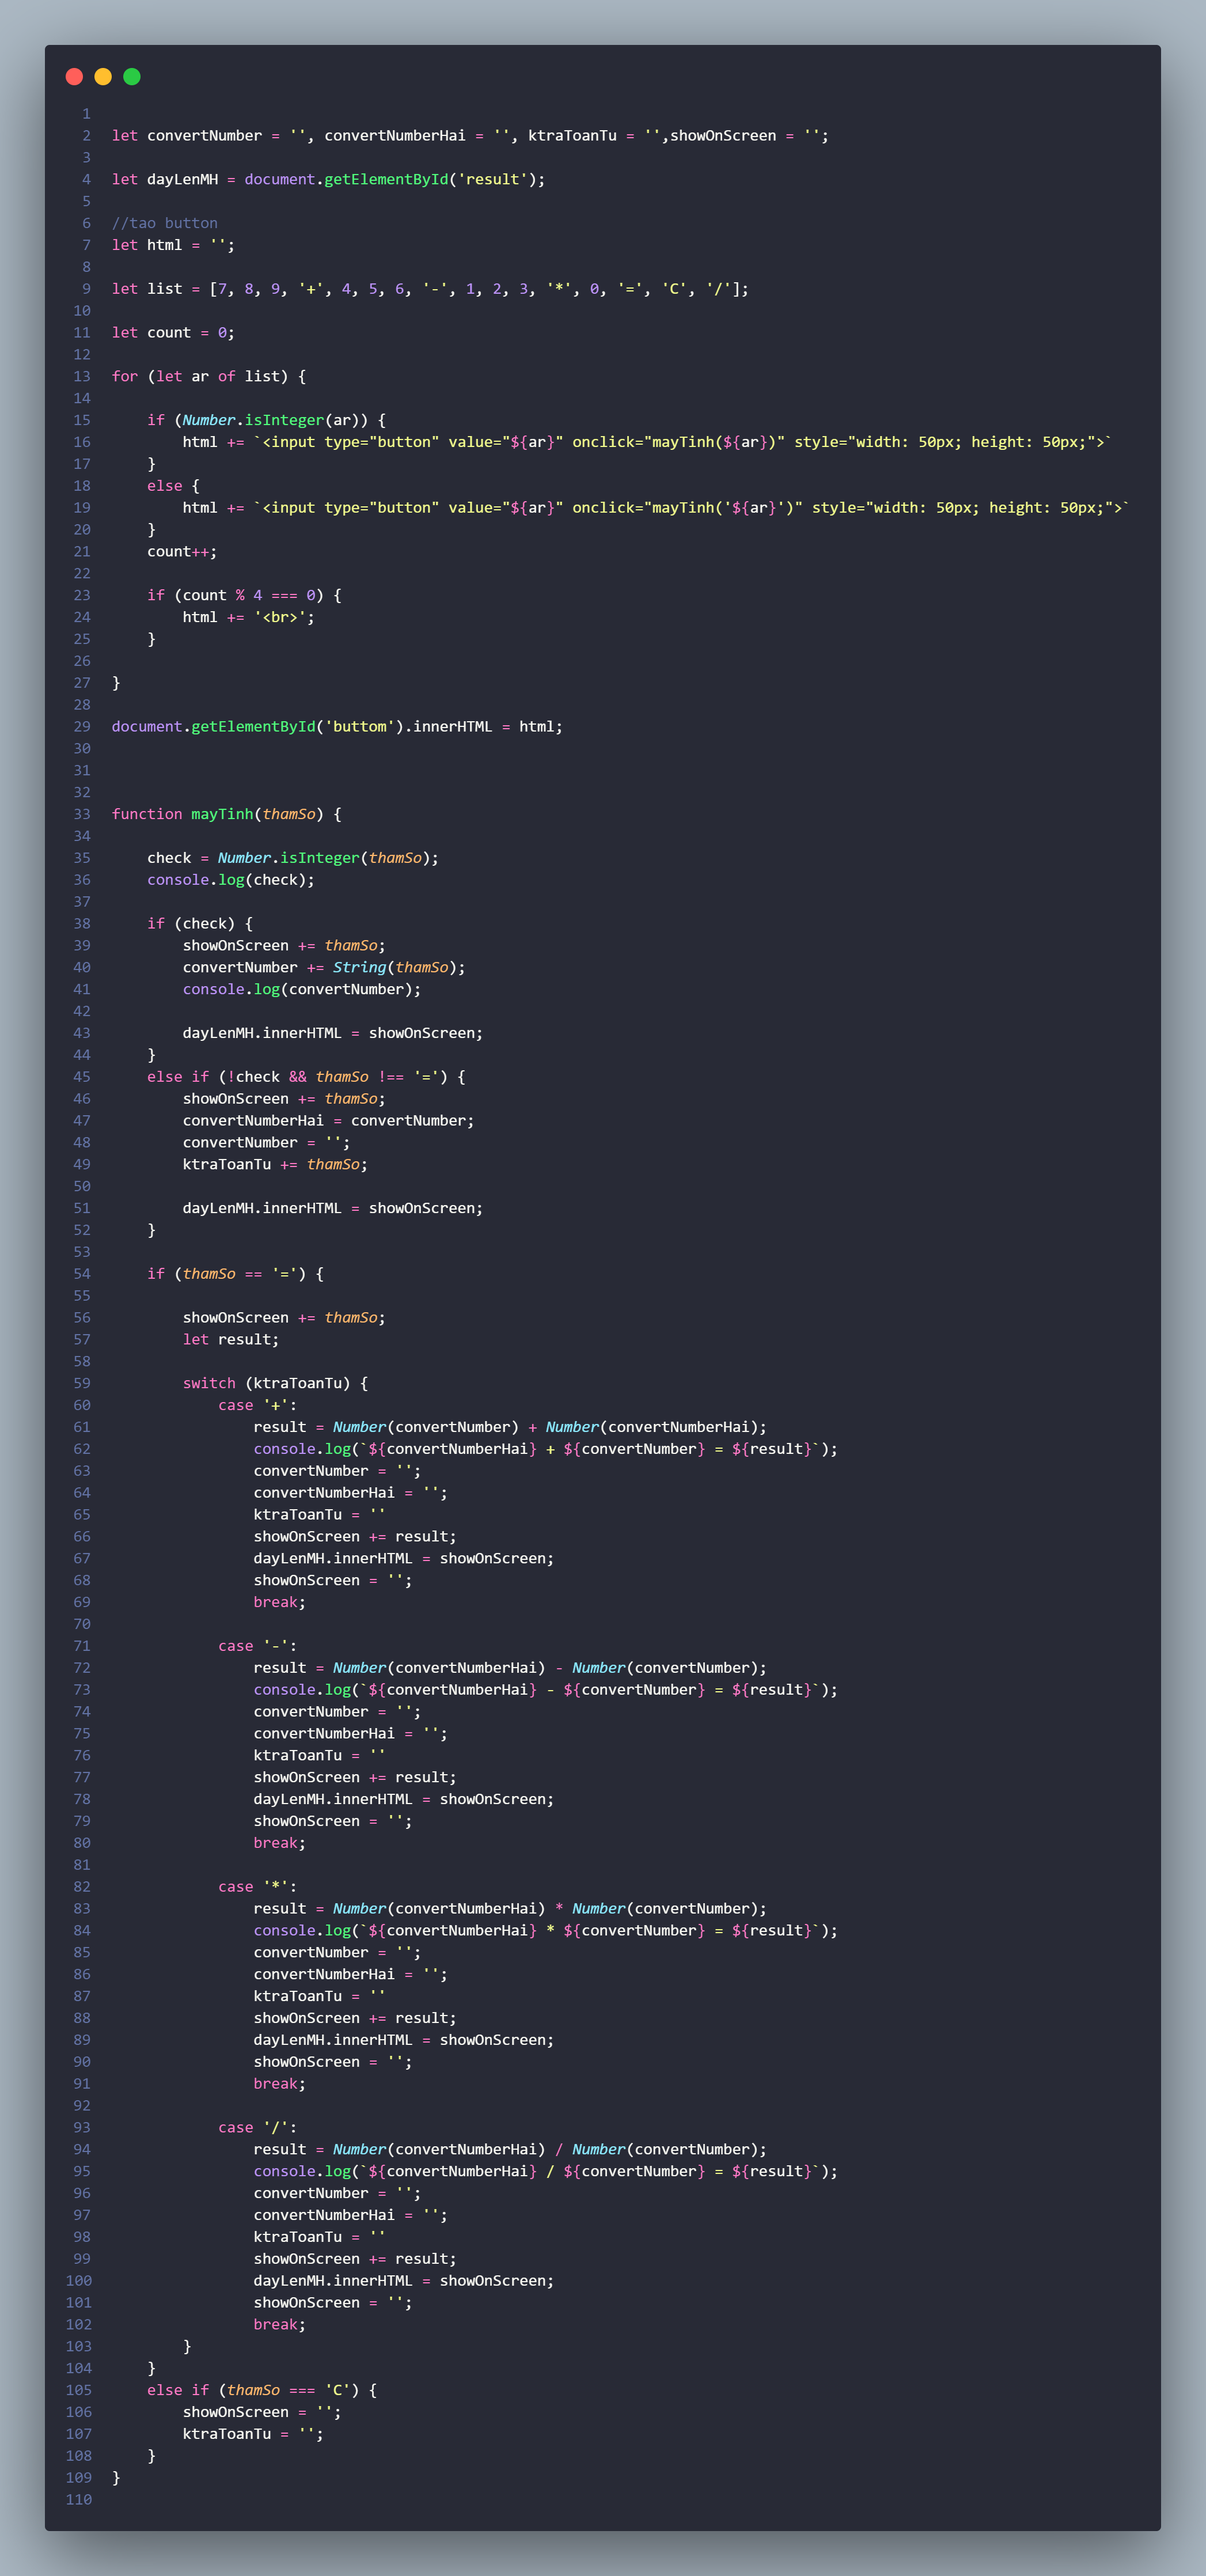 1
2 let convertNumber = '', convertNumberHai = '', ktraToanTu = '',showOnScreen = '';
3
4 let dayLenMH = document.getElementById('result');
5
6 //tao button
7 let html = '';
8
9 let list = [7, 8, 9, '+', 4, 5, 6, '-', 1, 2, 3, '*', 0, '=', 'C', '/'];
10
11 let count = 0;
12
13 for (let ar of list) {
14
15     if (Number.isInteger(ar)) {
16         html += `<input type="button" value="${ar}" onclick="mayTinh(${ar})" style="width: 50px; height: 50px;">`
17     }
18     else {
19         html += `<input type="button" value="${ar}" onclick="mayTinh('${ar}')" style="width: 50px; height: 50px;">`
20     }
21     count++;
22
23     if (count % 4 === 0) {
24         html += '<br>';
25     }
26
27 }
28
29 document.getElementById('buttom').innerHTML = html;
30
31
32
33 function mayTinh(thamSo) {
34
35     check = Number.isInteger(thamSo);
36     console.log(check);
37
38     if (check) {
39         showOnScreen += thamSo;
40         convertNumber += String(thamSo);
41         console.log(convertNumber);
42
43         dayLenMH.innerHTML = showOnScreen;
44     }
45     else if (!check && thamSo !== '=') {
46         showOnScreen += thamSo;
47         convertNumberHai = convertNumber;
48         convertNumber = '';
49         ktraToanTu += thamSo;
50
51         dayLenMH.innerHTML = showOnScreen;
52     }
53
54     if (thamSo == '=') {
55
56         showOnScreen += thamSo;
57         let result;
58
59         switch (ktraToanTu) {
60             case '+':
61                 result = Number(convertNumber) + Number(convertNumberHai);
62                 console.log(`${convertNumberHai} + ${convertNumber} = ${result}`);
63                 convertNumber = '';
64                 convertNumberHai = '';
65                 ktraToanTu = ''
66                 showOnScreen += result;
67                 dayLenMH.innerHTML = showOnScreen;
68                 showOnScreen = '';
69                 break;
70
71             case '-':
72                 result = Number(convertNumberHai) - Number(convertNumber);
73                 console.log(`${convertNumberHai} - ${convertNumber} = ${result}`);
74                 convertNumber = '';
75                 convertNumberHai = '';
76                 ktraToanTu = ''
77                 showOnScreen += result;
78                 dayLenMH.innerHTML = showOnScreen;
79                 showOnScreen = '';
80                 break;
81
82             case '*':
83                 result = Number(convertNumberHai) * Number(convertNumber);
84                 console.log(`${convertNumberHai} * ${convertNumber} = ${result}`);
85                 convertNumber = '';
86                 convertNumberHai = '';
87                 ktraToanTu = ''
88                 showOnScreen += result;
89                 dayLenMH.innerHTML = showOnScreen;
90                 showOnScreen = '';
91                 break;
92
93             case '/':
94                 result = Number(convertNumberHai) / Number(convertNumber);
95                 console.log(`${convertNumberHai} / ${convertNumber} = ${result}`);
96                 convertNumber = '';
97                 convertNumberHai = '';
98                 ktraToanTu = ''
99                 showOnScreen += result;
100                 dayLenMH.innerHTML = showOnScreen;
101                 showOnScreen = '';
102                 break;
103         }
104     }
105     else if (thamSo === 'C') {
106         showOnScreen = '';
107         ktraToanTu = '';
108     }
109 }
110